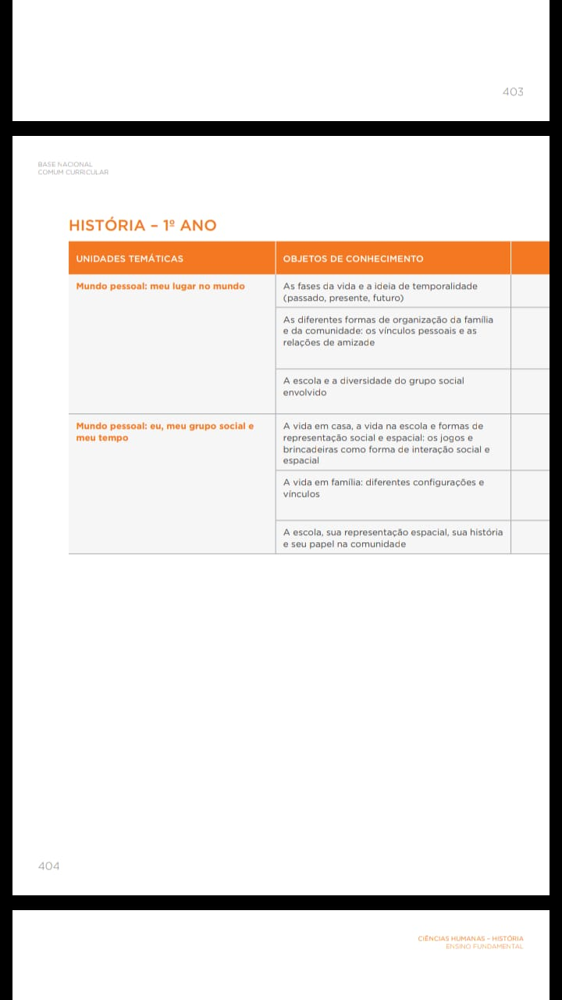 403
BASE NACIONAL
COMUM CURRICULAR
HISTÓRIA – 1º ANO
UNIDADES TEMÁTICAS
OBJETOS DE CONHECIMENTO
Mundo pessoal: meu lugar no mundo
As fases da vida e a ideia de temporalidade
(passado, presente, futuro)
As diferentes formas de organização da família
e da comunidade: os vínculos pessoais e as
relações de amizade
A escola e a diversidade do grupo social
envolvido
Mundo pessoal: eu, meu grupo social e
meu tempo
A vida em casa, a vida na escola e formas de
representação social e espacial: os jogos e
brincadeiras como forma de interação social e
espacial
A vida em família: diferentes configurações e
vínculos
A escola, sua representação espacial, sua história
e seu papel na comunidade
404
CIÊNCIAS HUMANAS – HISTÓRIA
ENSINO FUNDAMENTAL